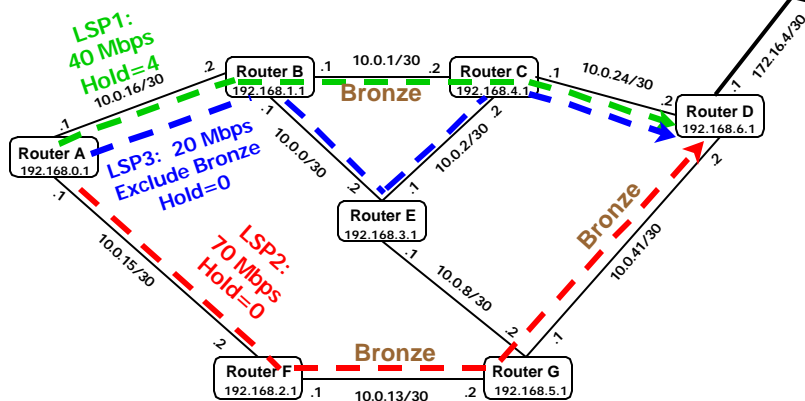 LSP1:
40 Mbps
Hold=4
10.0.16/30
.2
.1
Router B
192.168.1.1
.1
10.0.1/30
.2
Bronze
Router C
192.168.4.1
.1
10.0.24/30
.2
.1
172.16.4/30
Router D
192.168.6.1
.2
Router A
192.168.0.1
.1
LSP3: 20 Mbps
Exclude Bronze
Hold=0
.1
10.0.0/30
.2
.2
10.0.2/30
.1
Router E
192.168.3.1
.1
10.0.8/30
.2
LSP2:
70 Mbps
Hold=0
10.0.15/30
.2
Bronze
10.0.41/30
.1
Router F
192.168.2.1
.1
Bronze
10.0.13/30
.2
Router G
192.168.5.1